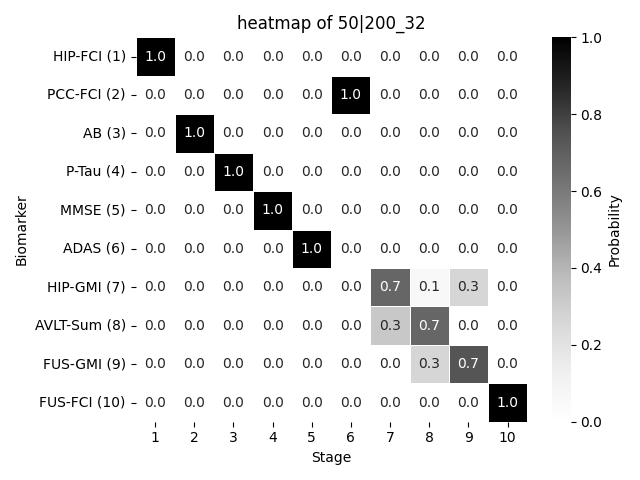 heatmap of 50|200_32
HIP-FCI (1) 1.0 0.0 0.0 0.0 0.0 0.0 0.0 0.0 0.0 0.0
PCC-FCI (2) 0.0 0.0 0.0 0.0 0.0 1.0 0.0 0.0 0.0 0.0
AB (3) 0.0 1.0 0.0 0.0 0.0 0.0 0.0 0.0 0.0 0.0
P-Tau (4) 0.0 0.0 1.0 0.0 0.0 0.0 0.0 0.0 0.0 0.0
MMSE (5) 0.0 0.0 0.0 1.0 0.0 0.0 0.0 0.0 0.0 0.0
ADAS (6) 0.0 0.0 0.0 0.0 1.0 0.0 0.0 0.0 0.0 0.0
HIP-GMI (7) 0.0 0.0 0.0 0.0 0.0 0.0 0.7 0.1 0.3 0.0
AVLT-Sum (8) 0.0 0.0 0.0 0.0 0.0 0.0 0.3 0.7 0.0 0.0
FUS-GMI (9) 0.0 0.0 0.0 0.0 0.0 0.0 0.0 0.3 0.7 0.0
FUS-FCI (10) 0.0 0.0 0.0 0.0 0.0 0.0 0.0 0.0 0.0 1.0
1 2 3 4 5 6 7 8 9 10
Stage
Biomarker
1.0
0.8
0.6
0.4
0.2
0.0
Probability